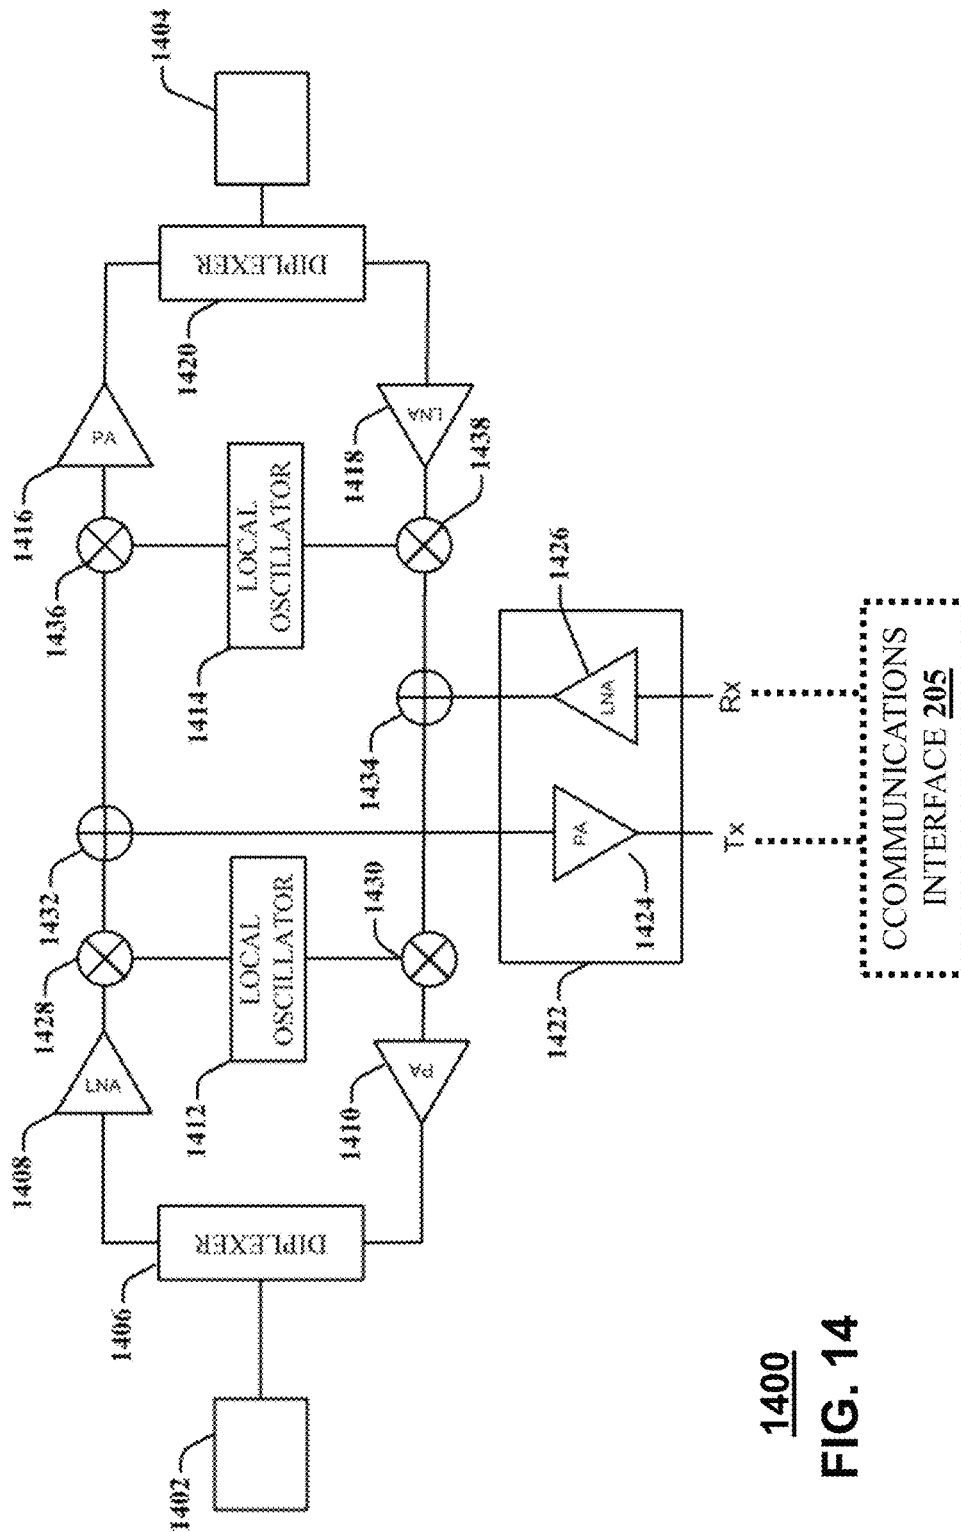 1404
DIPLEXER
1420
PA
1416
LNA
1418
1438
1436
LOCAL
OSCILLATOR
1414
1426
LNA
Rx
1434
1432
1430
PA
1424
Tx
CCOMMUNICATIONS
INTERFACE 205
1428
LOCAL
OSCILLATOR
1412
1422
LNA
1408
PA
1410
DIPLEXER
1406
1402
1400
FIG. 14